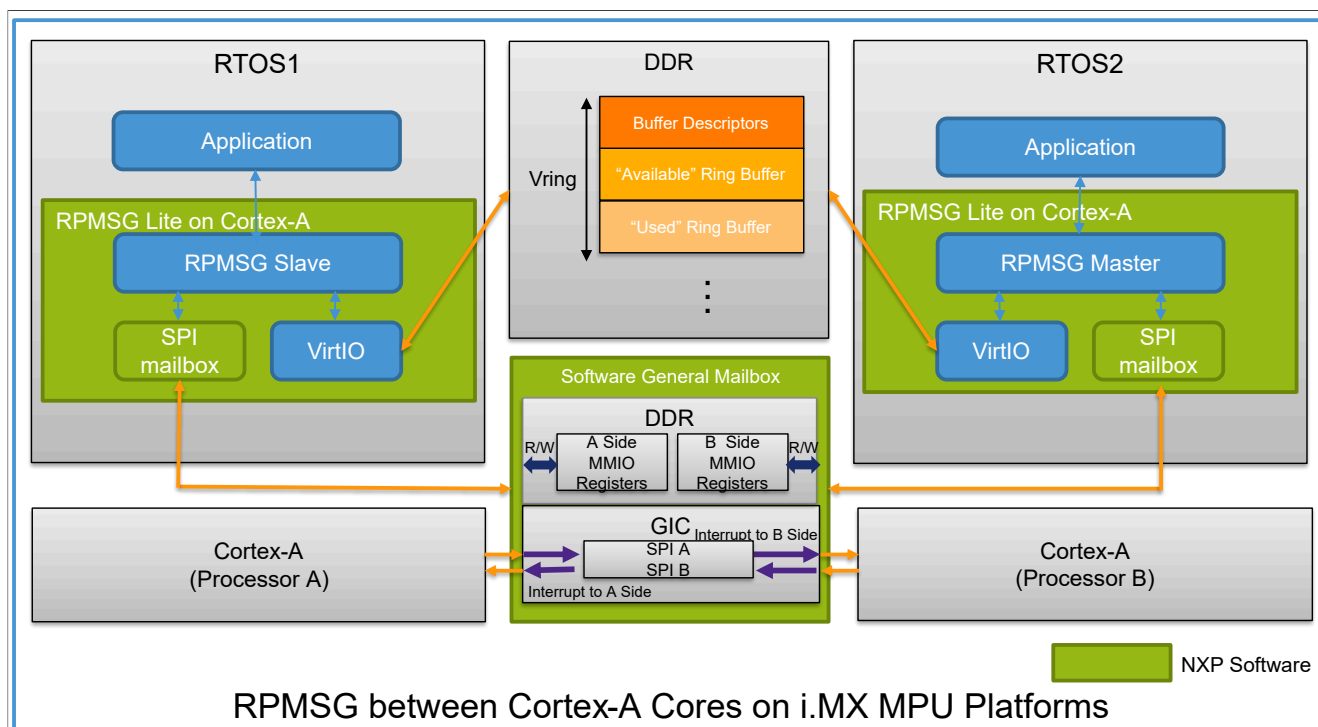 RTOS1
Application
RPMSG Lite on Cortex-A
RPMSG Slave
SPI
mailbox
VirtIO
DDR
Vring
Buffer Descriptors
“Available” Ring Buffer
“Used” Ring Buffer
RTOS2
Application
RPMSG Lite on Cortex-A
RPMSG Master
VirtIO
SPI
mailbox
Software General Mailbox
DDR
R/W
A Side
MMIO
Registers
B Side
MMIO
Registers
R/W
GIC
Interrupt to B Side
SPI A
SPI B
Interrupt to A Side
Cortex-A
(Processor A)
Cortex-A
(Processor B)
NXP Software
RPMSG between Cortex-A Cores on i.MX MPU Platforms